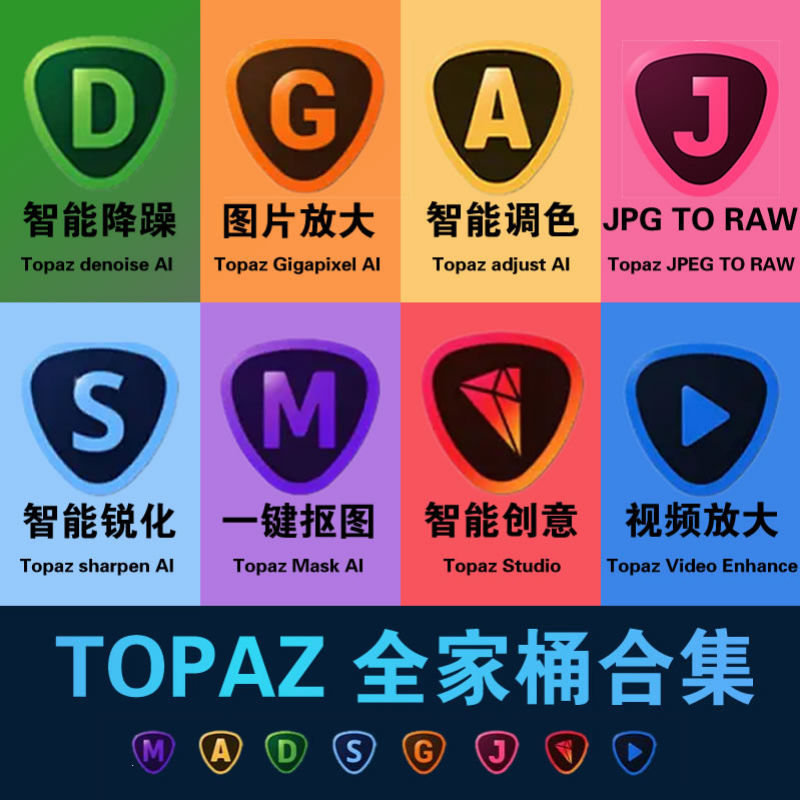 D
G
A
J
智能降躁
图片放大
智能调色
JPG TO RAW
Topaz denoise AI
Topaz Gigapixel AI
Topaz adjust AI
Topaz JPEG TO RAW
S
M
智能锐化
一键抠图
智能创意
视频放大
Topaz sharpen AI
Topaz Mask AI
Topaz Studio
Topaz Video Enhance
TOPAZ 全家桶合集
M A D S G J